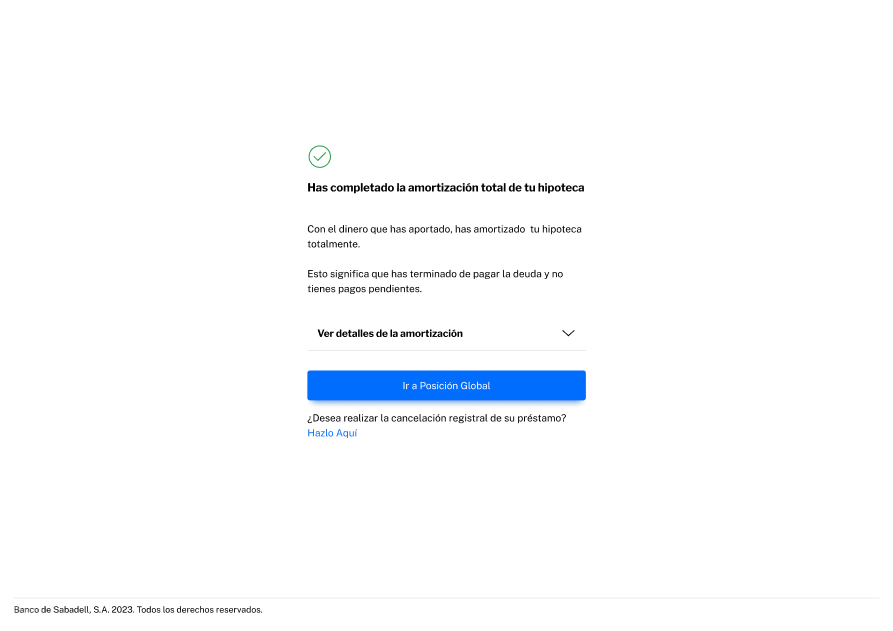 Has completado la amortización total de tu hipoteca
Con el dinero que has aportado, has amortizado  tu hipoteca
totalmente.
Esto significa que has terminado de pagar la deuda y no
tienes pagos pendientes.
Ver detalles de la amortización
Ir a Posición Global
¿Desea realizar la cancelación registral de su préstamo?
Hazlo Aquí
Banco de Sabadell, S.A. 2023. Todos los derechos reservados.